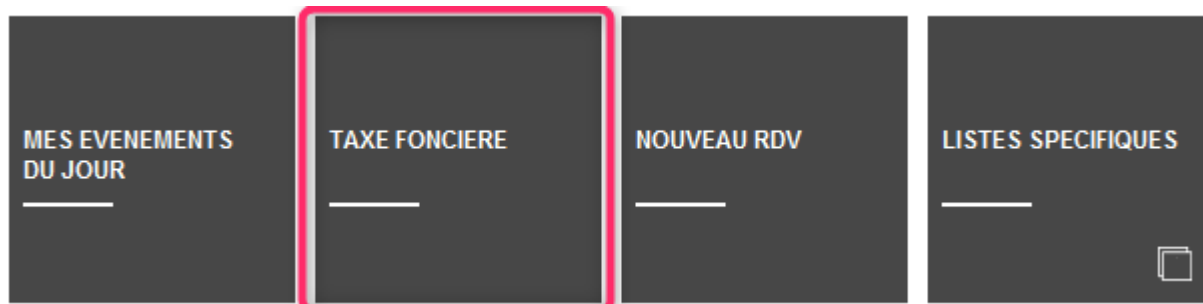 MES EVENEMENTS
DU JOUR
TAXE FONCIERE
NOUVEAU RDV
LISTES SPECIFIQUES